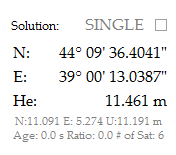 Solution: SINGLE
N: 44° 09' 36.4041"
E: 39° 00' 13.0387"
He: 11.461 m
N:11.091 E: 5.274 U:11.191 m
Age: 0.0 s Ratio: 0.0 # of Sat: 6